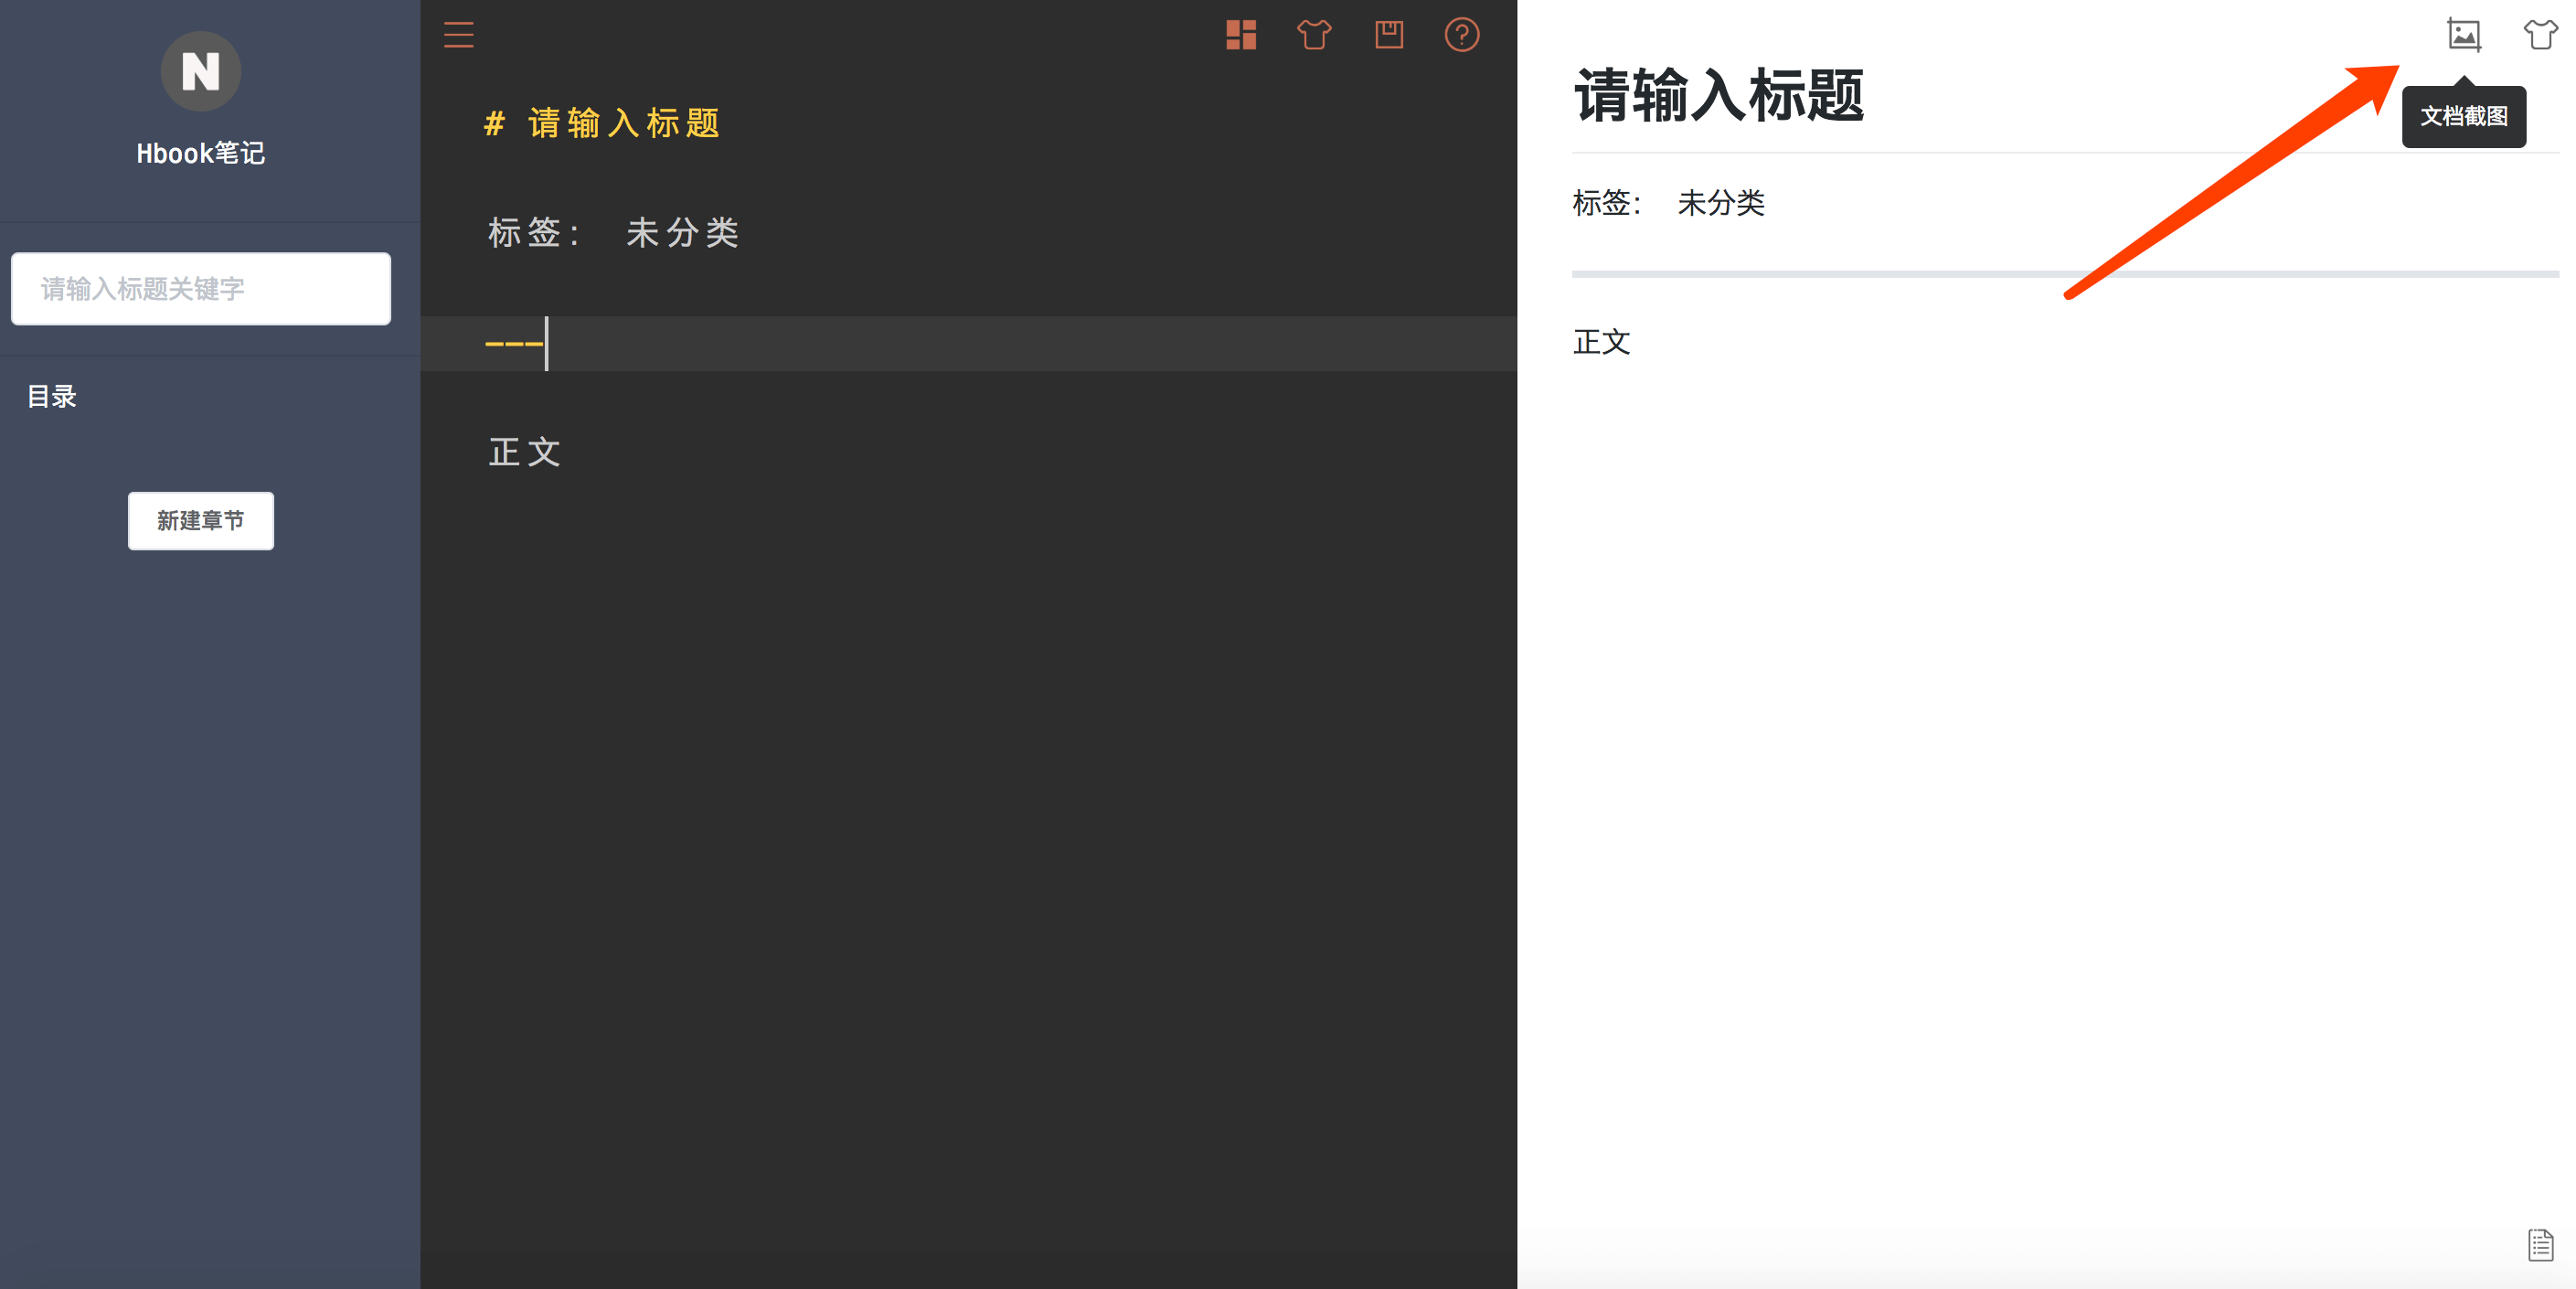 N
Hbook笔记
请输入标题关键字
目录
新建章节
# 请输入标题
标签： 未分类
---
正文
请输入标题
文档截图
标签： 未分类
正文